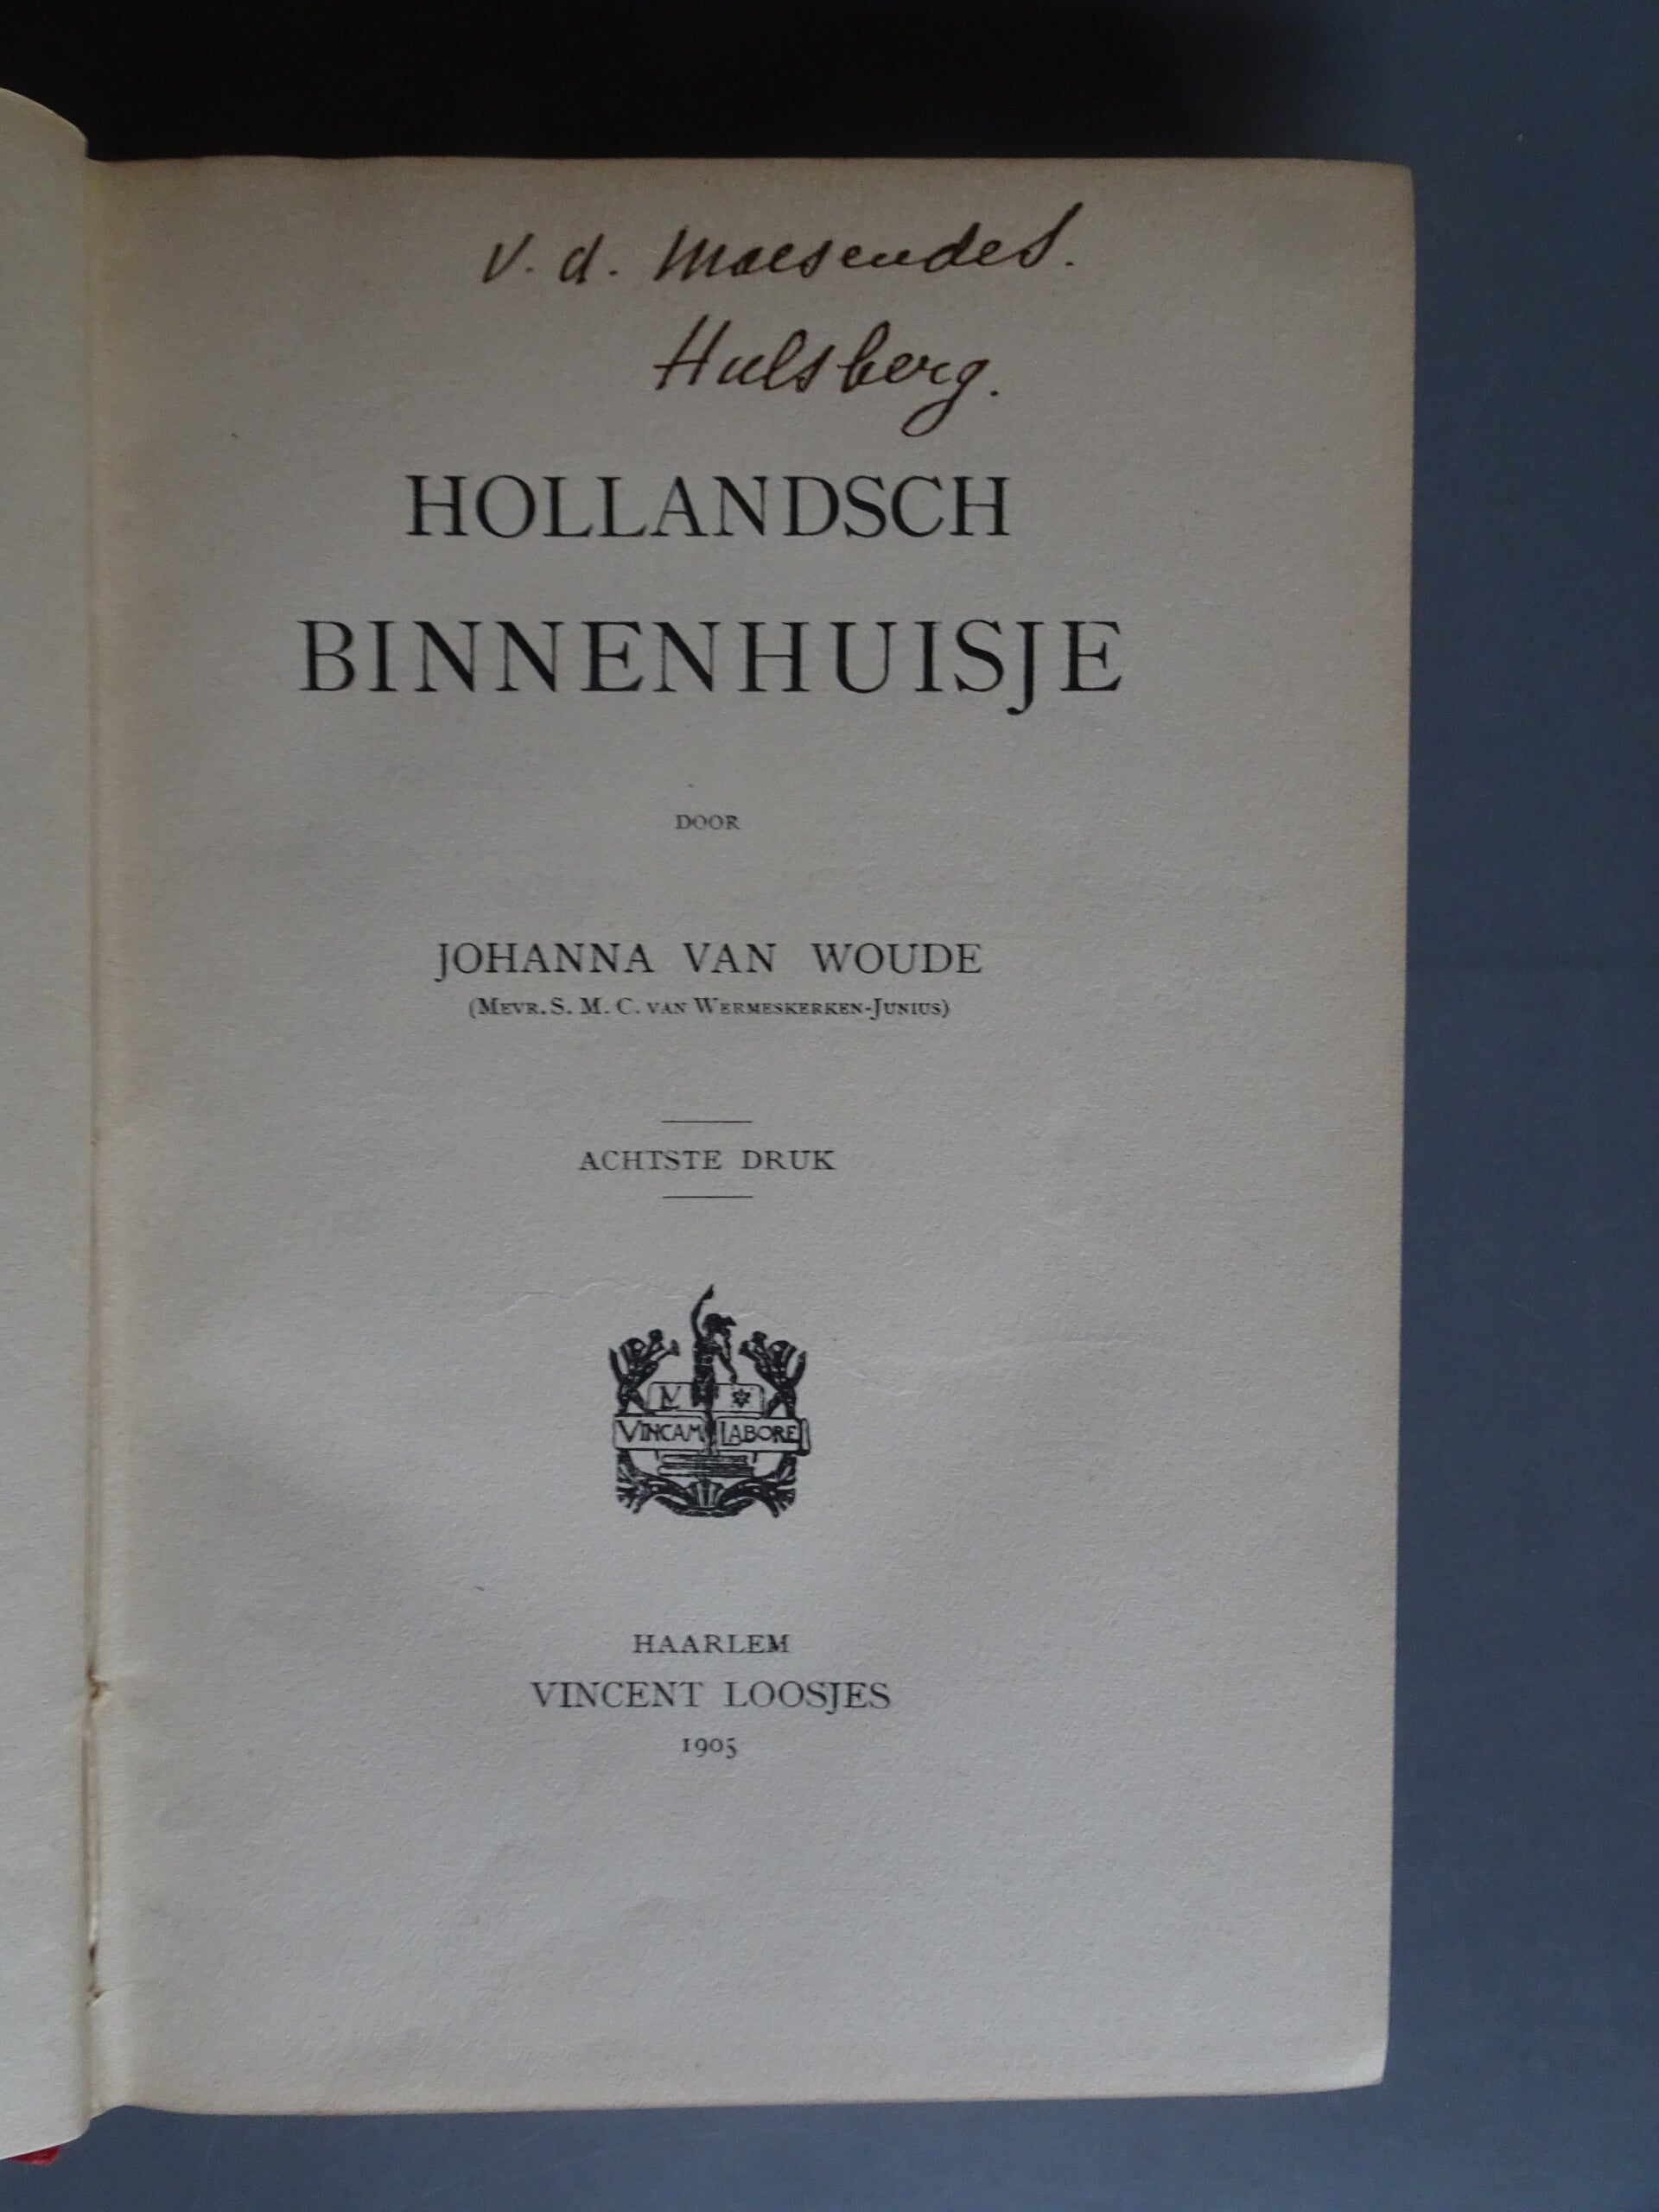 v. d. Maesendes.
Hulsberg.
HOLLANDSCH
BINNENHUISJE
DOOR
JOHANNA VAN WOUDE
(MEVR. S. M. C. VAN WERMESKERKEN-JUNIUS)
ACHTSTE DRUK
VINCAM LABORE
HAARLEM
VINCENT LOOSJES
1905